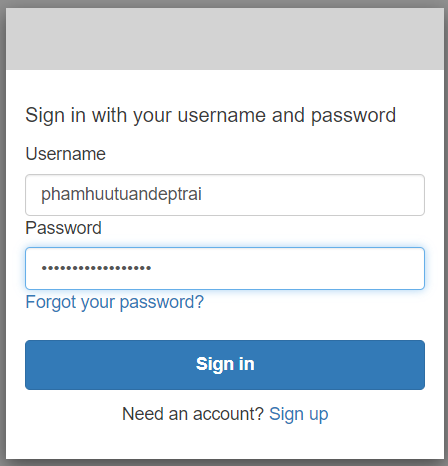 Sign in with your username and password
Username
phamhuutuandeptrai
Password
••••••••••••••••••
Forgot your password?
Sign in
Need an account? Sign up